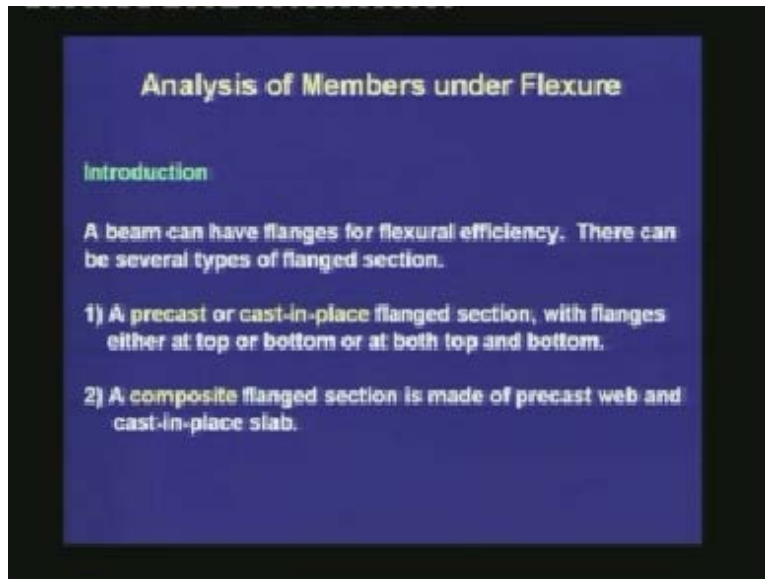 Analysis of Members under Flexure
Introduction
A beam can have flanges for flexural efficiency. There can
be several types of flanged section.
1) A precast or cast-in-place flanged section, with flanges
either at top or bottom or at both top and bottom.
2) A composite flanged section is made of precast web and
cast-in-place slab.